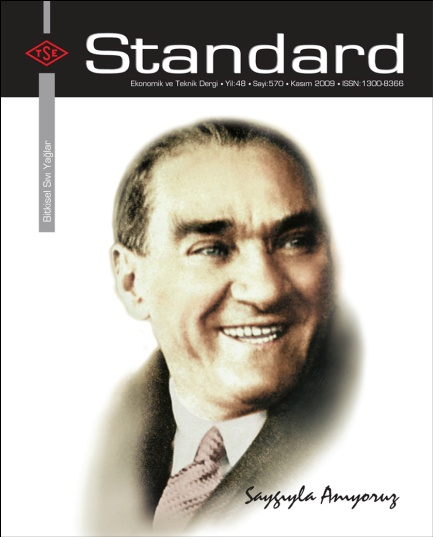 TSE
Standard
Ekonomik ve Teknik Dergi • Yıl:48 • Sayi:570 • Kasım 2009 • ISSN:1300-8366
Bitkisel Sıvı Yağlar
Saygıyla Anıyoruz